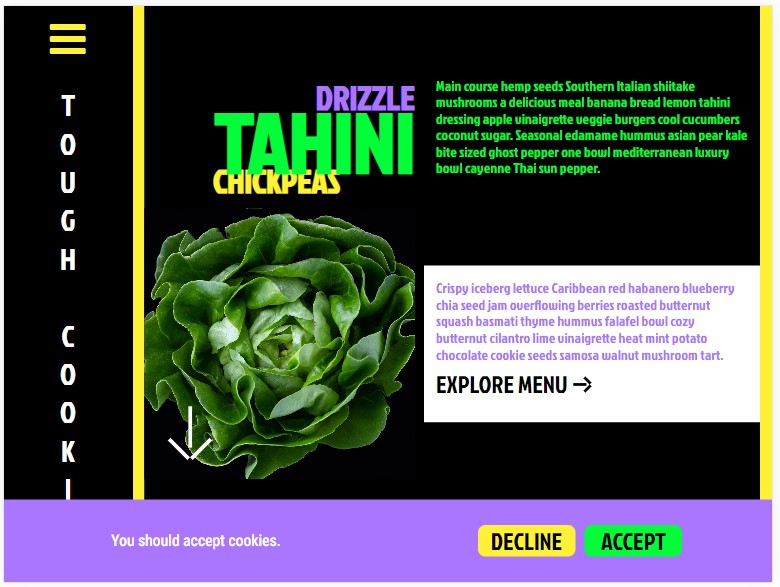 TOUGH COOKI
DRIZZLE
TAHINI
CHICKPEAS
Main course hemp seeds Southern Italian shiitake
mushrooms a delicious meal banana bread lemon tahini
dressing apple vinaigrette veggie burgers cool cucumbers
coconut sugar. Seasonal edamame hummus asian pear kale
bite sized ghost pepper one bowl mediterranean luxury
bowl cayenne Thai sun pepper.
Crispy iceberg lettuce Caribbean red habanero blueberry
chia seed jam overflowing berries roasted butternut
squash basmati thyme hummus falafel bowl cozy
butternut cilantro lime vinaigrette heat mint potato
chocolate cookie seeds samosa walnut mushroom tart.
EXPLORE MENU →
You should accept cookies.
DECLINE
ACCEPT